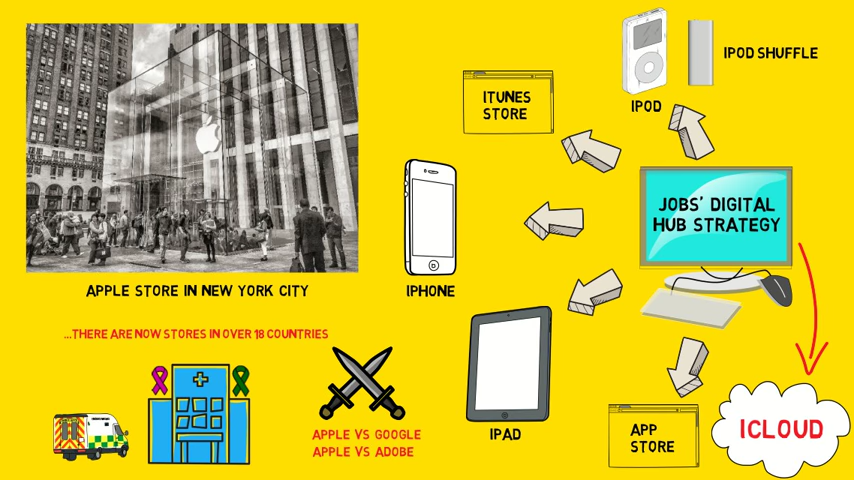 APPLE STORE IN NEW YORK CITY
...THERE ARE NOW STORES IN OVER 18 COUNTRIES
APPLE VS GOOGLE
APPLE VS ADOBE
ITUNES
STORE
IPOD
IPOD SHUFFLE
IPHONE
JOBS' DIGITAL
HUB STRATEGY
IPAD
APP
STORE
ICLOUD